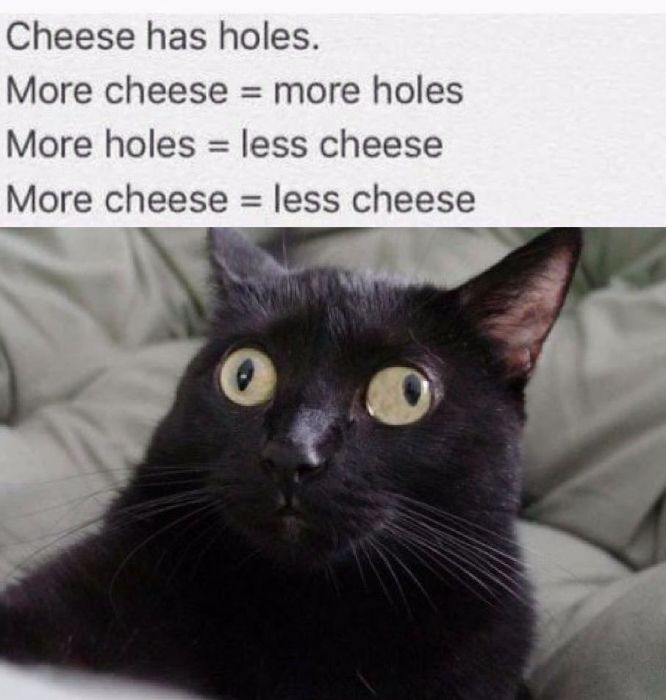 Cheese has holes.
More cheese = more holes
More holes = less cheese
More cheese = less cheese